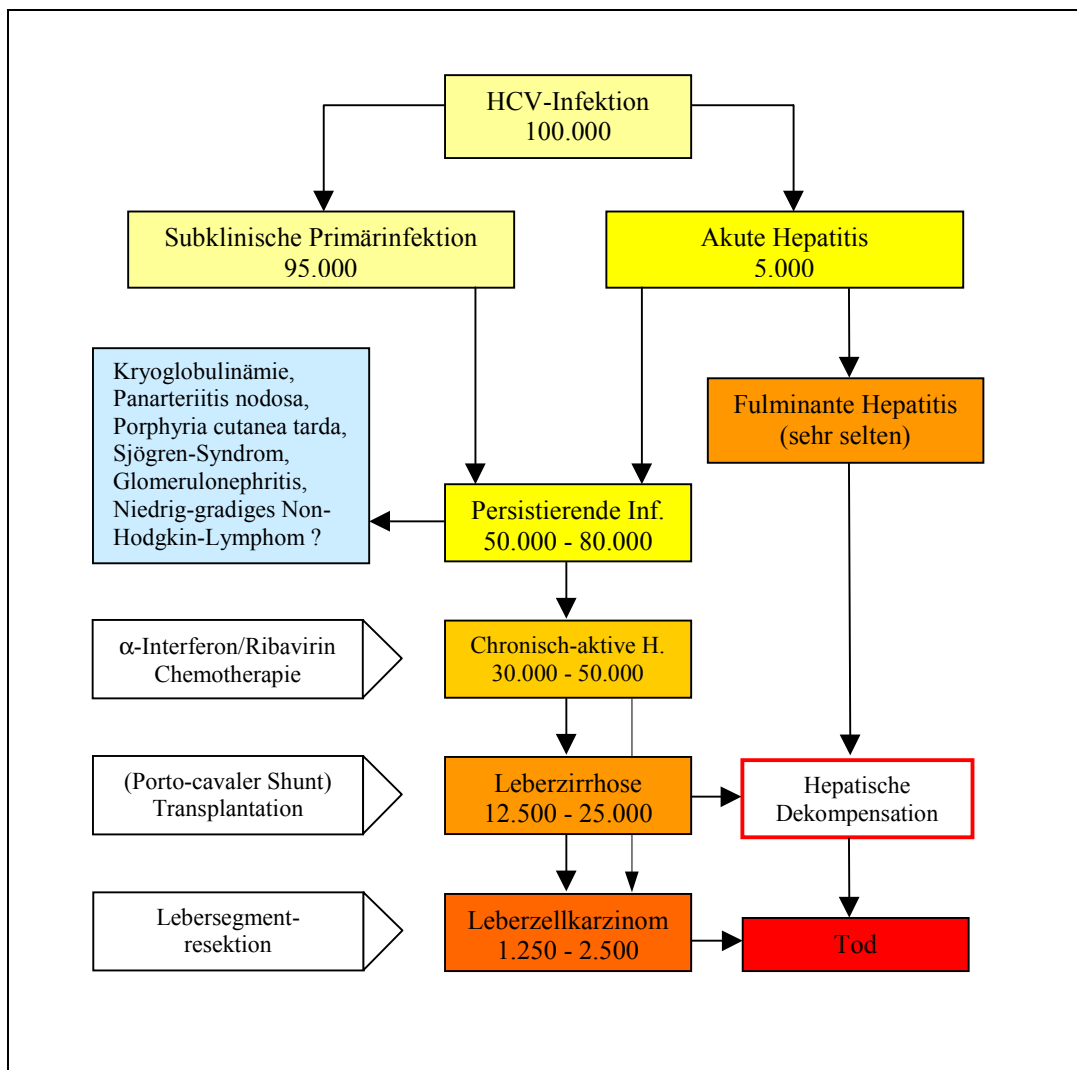 HCV-Infektion
100.000
Subklinische Primärinfektion
95.000
Akute Hepatitis
5.000
Kryoglobulinämie,
Panarteriitis nodosa,
Porphyria cutanea tarda,
Sjögren-Syndrom,
Glomerulonephritis,
Niedrig-gradiges Non-
Hodgkin-Lymphom ?
Fulminante Hepatitis
(sehr selten)
Persistierende Inf.
50.000 - 80.000
α-Interferon/Ribavirin
Chemotherapie
Chronisch-aktive H.
30.000 - 50.000
(Porto-cavaler Shunt)
Transplantation
Leberzirrhose
12.500 - 25.000
Hepatische
Dekompensation
Lebersegment-
resektion
Leberzellkarzinom
1.250 - 2.500
Tod